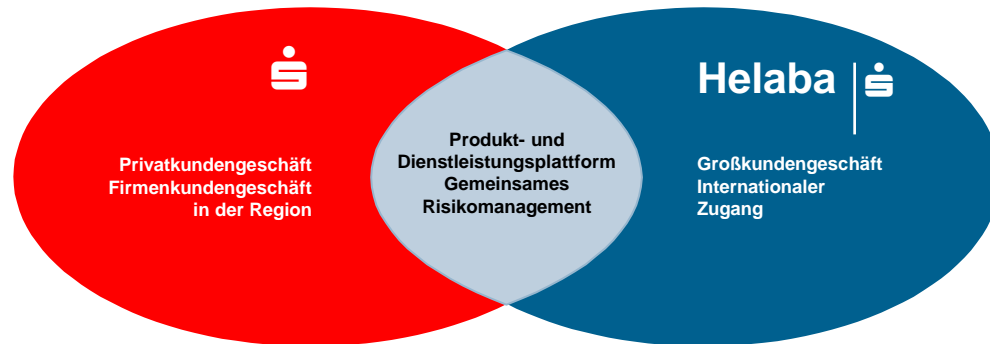 Privatkundengeschäft
Firmenkundengeschäft
in der Region
Produkt- und
Dienstleistungsplattform
Gemeinsames
Risikomanagement
Helaba
Großkundengeschäft
Internationaler
Zugang